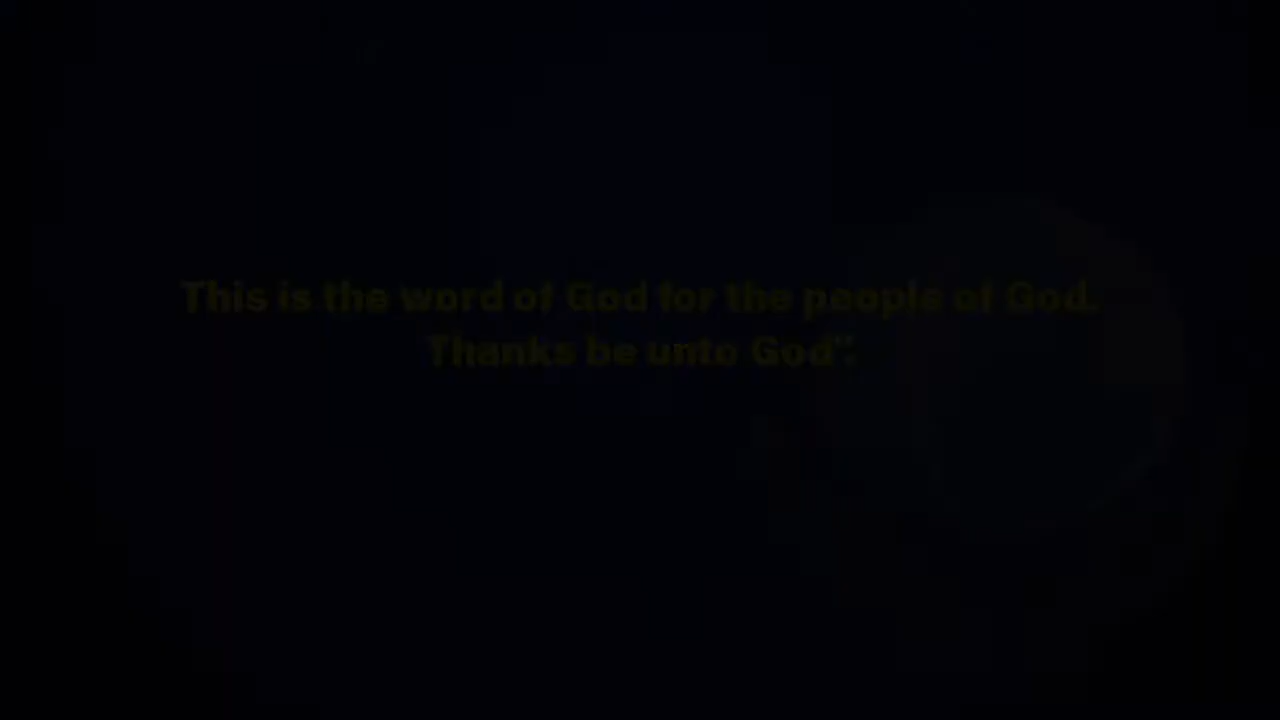 This is the word of God for the people of God.
Thanks be unto God".